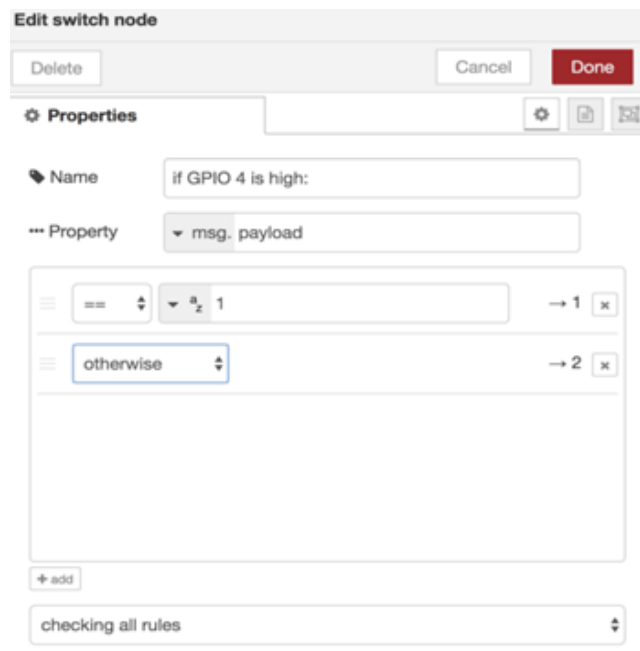 Edit switch node
Delete Cancel Done
Properties
Name if GPIO 4 is high:
Property msg. payload
== az 1 → 1 x
otherwise → 2 x
+ add
checking all rules